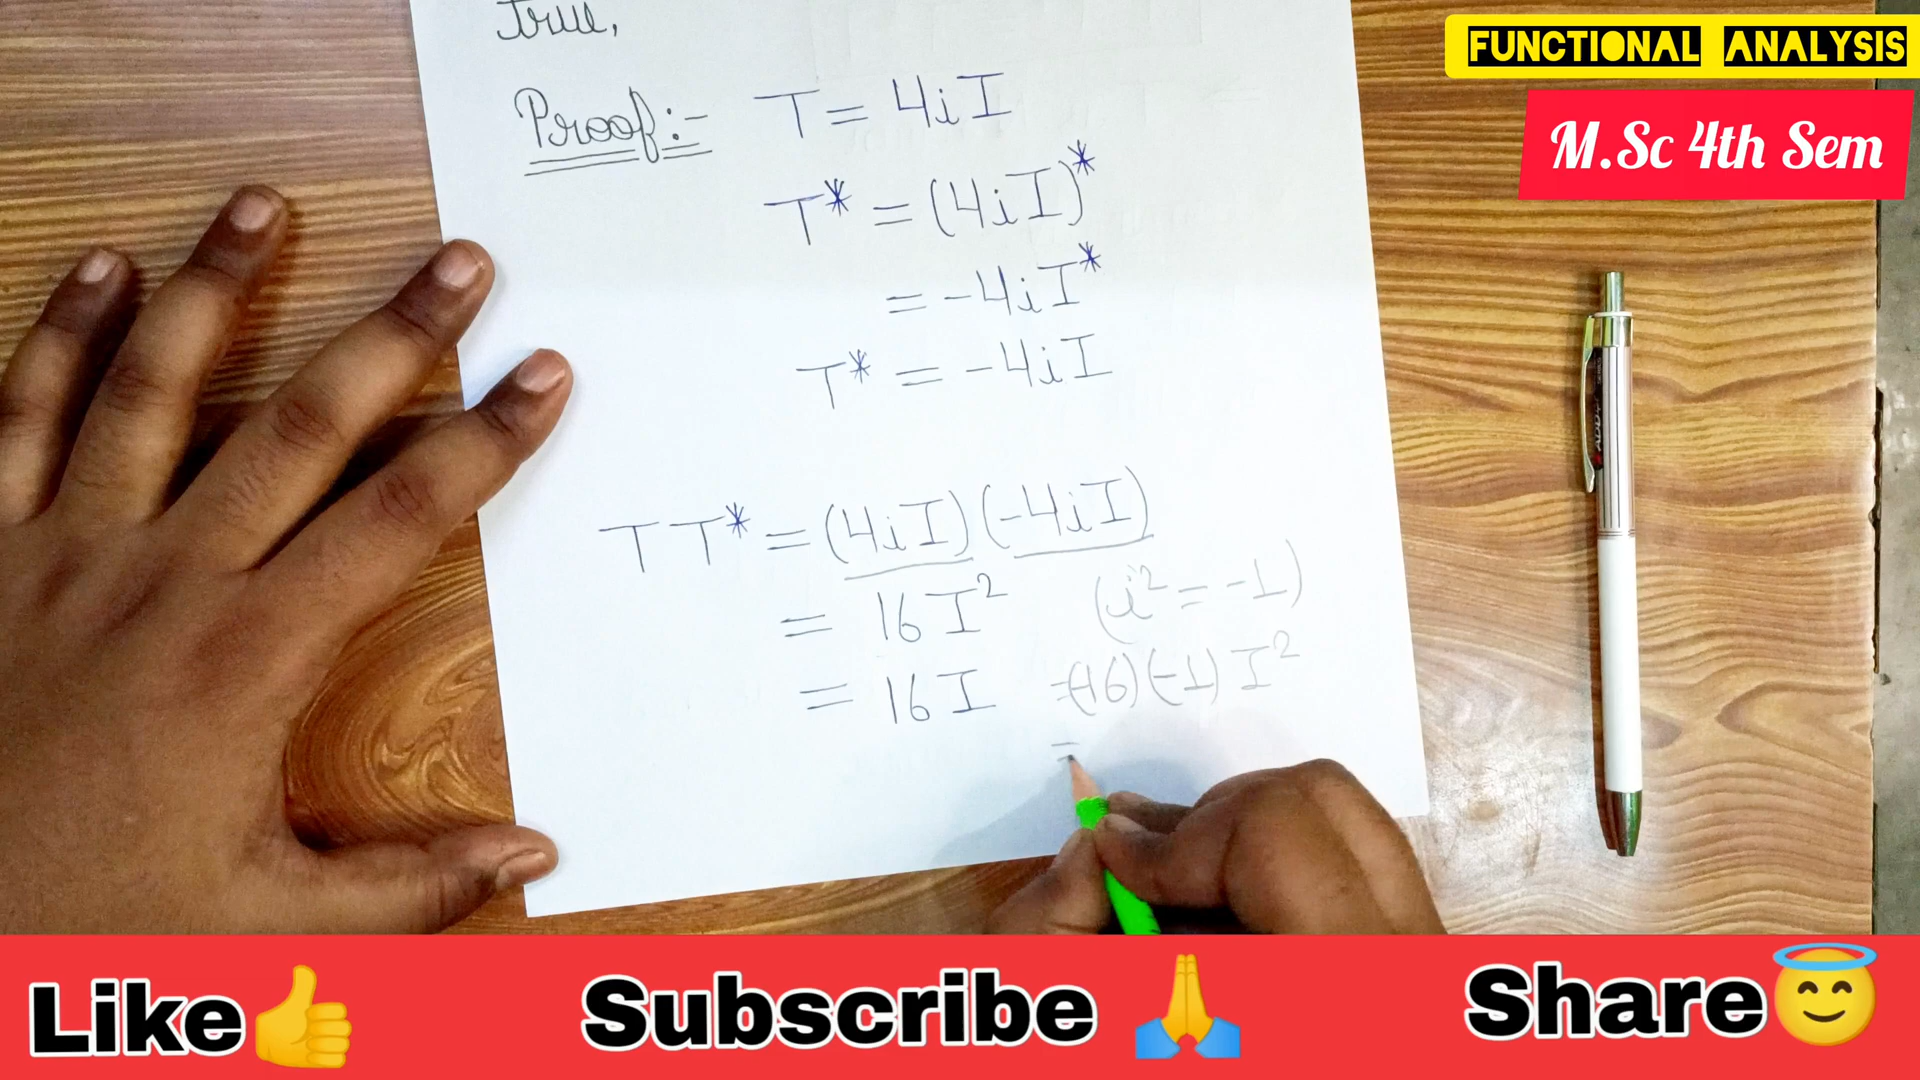 True,
FUNCTIONAL ANALYSIS
M.Sc 4th Sem
Proof:- T = 4iI
T* = (4iI)*
= -4iI*
T* = -4iI
TT* = (4iI)(-4iI)
= 16I² (i² = -1)
= 16I =(-16)(-1)I²
=
Like👍 Subscribe🙏 Share😇